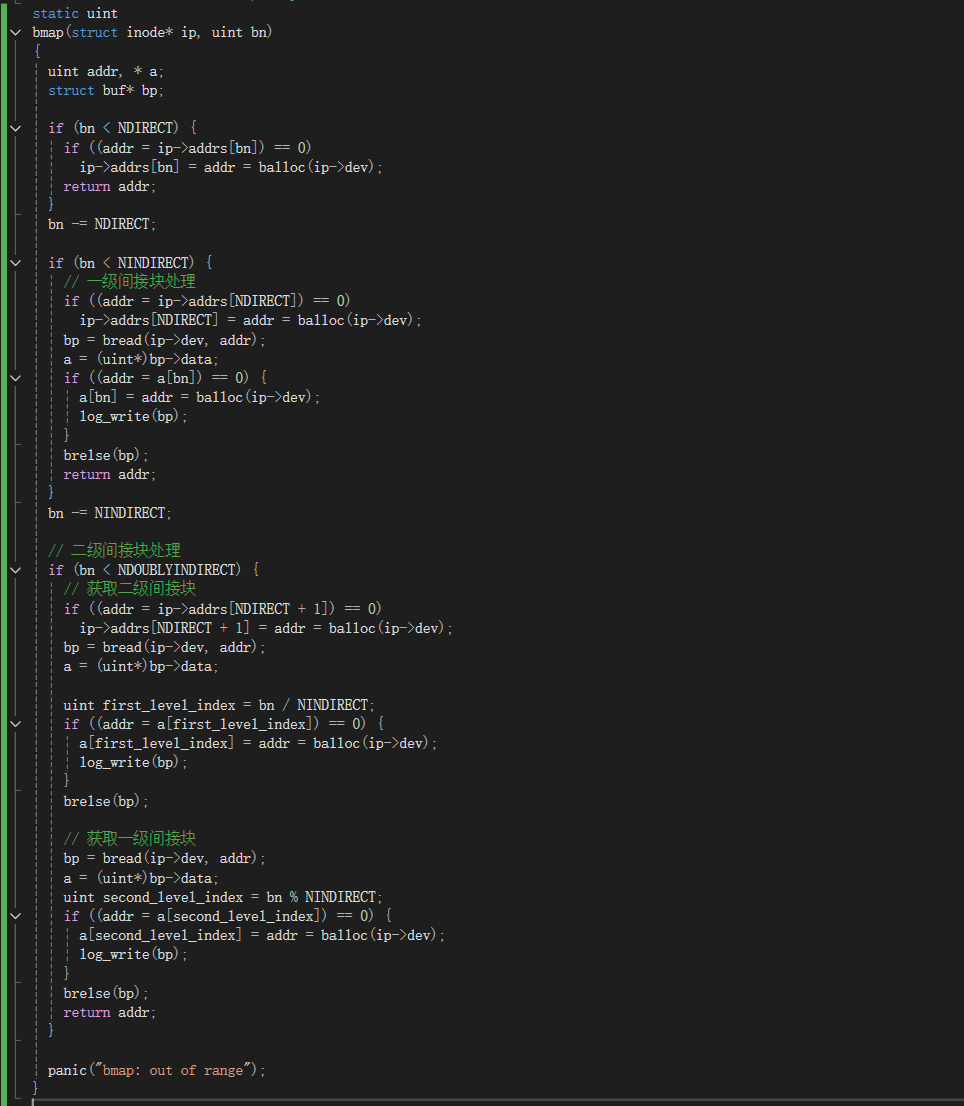 static uint
bmap(struct inode* ip, uint bn)
{
  uint addr, * a;
  struct buf* bp;

  if (bn < NDIRECT) {
    if ((addr = ip->addrs[bn]) == 0)
      ip->addrs[bn] = addr = balloc(ip->dev);
    return addr;
  }
  bn -= NDIRECT;

  if (bn < NINDIRECT) {
    // 一级间接块处理
    if ((addr = ip->addrs[NDIRECT]) == 0)
      ip->addrs[NDIRECT] = addr = balloc(ip->dev);
    bp = bread(ip->dev, addr);
    a = (uint*)bp->data;
    if ((addr = a[bn]) == 0) {
      a[bn] = addr = balloc(ip->dev);
      log_write(bp);
    }
    brelse(bp);
    return addr;
  }
  bn -= NINDIRECT;

  // 二级间接块处理
  if (bn < NDOUBLYINDIRECT) {
    // 获取二级间接块
    if ((addr = ip->addrs[NDIRECT + 1]) == 0)
      ip->addrs[NDIRECT + 1] = addr = balloc(ip->dev);
    bp = bread(ip->dev, addr);
    a = (uint*)bp->data;

    uint first_level_index = bn / NINDIRECT;
    if ((addr = a[first_level_index]) == 0) {
      a[first_level_index] = addr = balloc(ip->dev);
      log_write(bp);
    }
    brelse(bp);

    // 获取一级间接块
    bp = bread(ip->dev, addr);
    a = (uint*)bp->data;
    uint second_level_index = bn % NINDIRECT;
    if ((addr = a[second_level_index]) == 0) {
      a[second_level_index] = addr = balloc(ip->dev);
      log_write(bp);
    }
    brelse(bp);
    return addr;
  }

  panic("bmap: out of range");
}